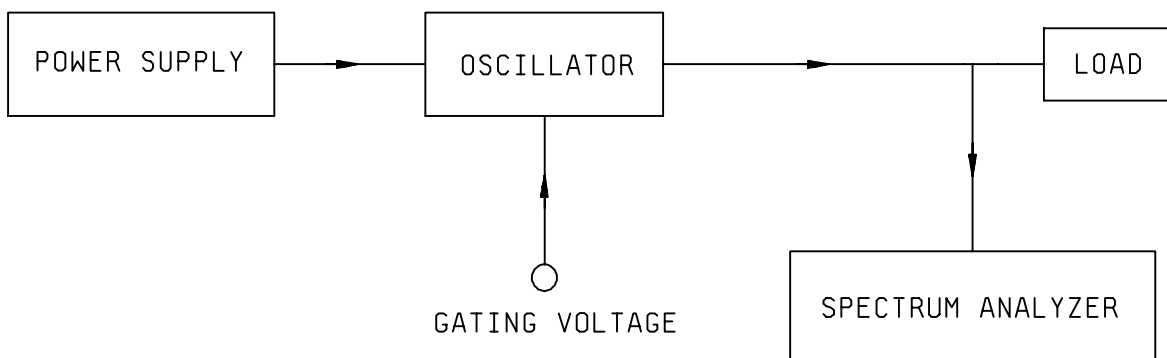 POWER SUPPLY
OSCILLATOR
LOAD
GATING VOLTAGE
SPECTRUM ANALYZER